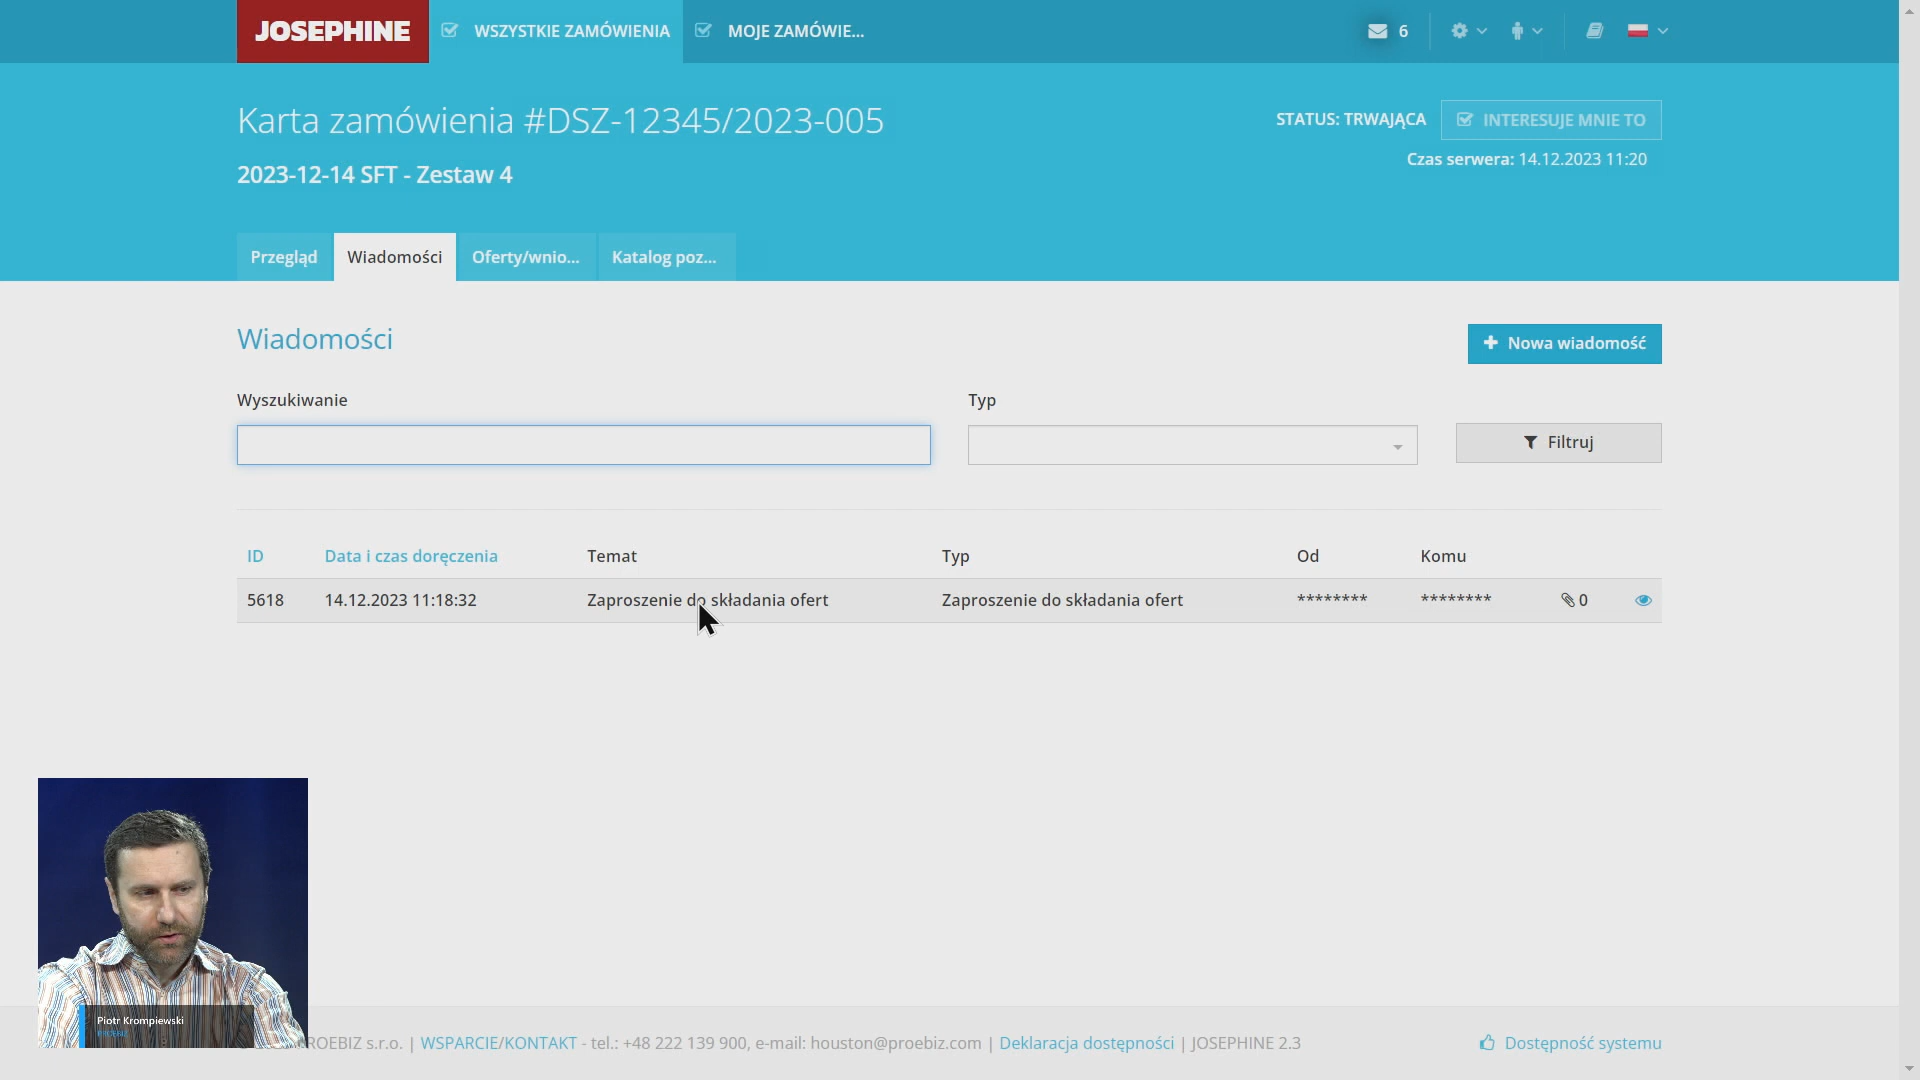 JOSEPHINE
WSZYSTKIE ZAMÓWIENIA
MOJE ZAMÓWIE...
6
Karta zamówienia #DSZ-12345/2023-005
STATUS: TRWAJĄCA
INTERESUJE MNIE TO
Czas serwera: 14.12.2023 11:20
2023-12-14 SFT - Zestaw 4
Przegląd
Wiadomości
Oferty/wnio...
Katalog poz...
Wiadomości
Nowa wiadomość
Wyszukiwanie
Typ
Filtruj
ID Data i czas doręczenia Temat Typ Od Komu
5618 14.12.2023 11:18:32 Zaproszenie do składania ofert Zaproszenie do składania ofert ******** ******** 0
Piotr Krompiewski
PROEBIZ
ROEBIZ s.r.o. | WSPARCIE/KONTAKT - tel.: +48 222 139 900, e-mail: houston@proebiz.com | Deklaracja dostępności | JOSEPHINE 2.3
Dostępność systemu